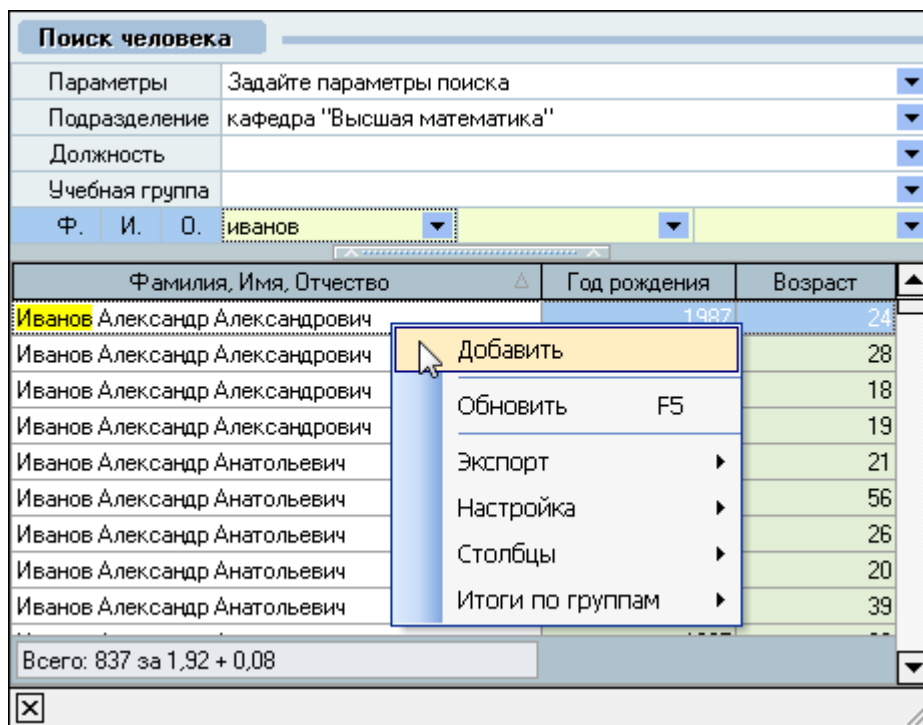 Поиск человека
Параметры Задайте параметры поиска
Подразделение кафедра "Высшая математика"
Должность
Учебная группа
Ф. И. О. иванов
Фамилия, Имя, Отчество Год рождения Возраст
Иванов Александр Александрович 1987 24
Иванов Александр Александрович 28
Иванов Александр Александрович 18
Иванов Александр Александрович 19
Иванов Александр Анатольевич 21
Иванов Александр Анатольевич 56
Иванов Александр Анатольевич 26
Иванов Александр Анатольевич 20
Иванов Александр Анатольевич 39
Добавить
Обновить F5
Экспорт
Настройка
Столбцы
Итоги по группам
Всего: 837 за 1,92 + 0,08